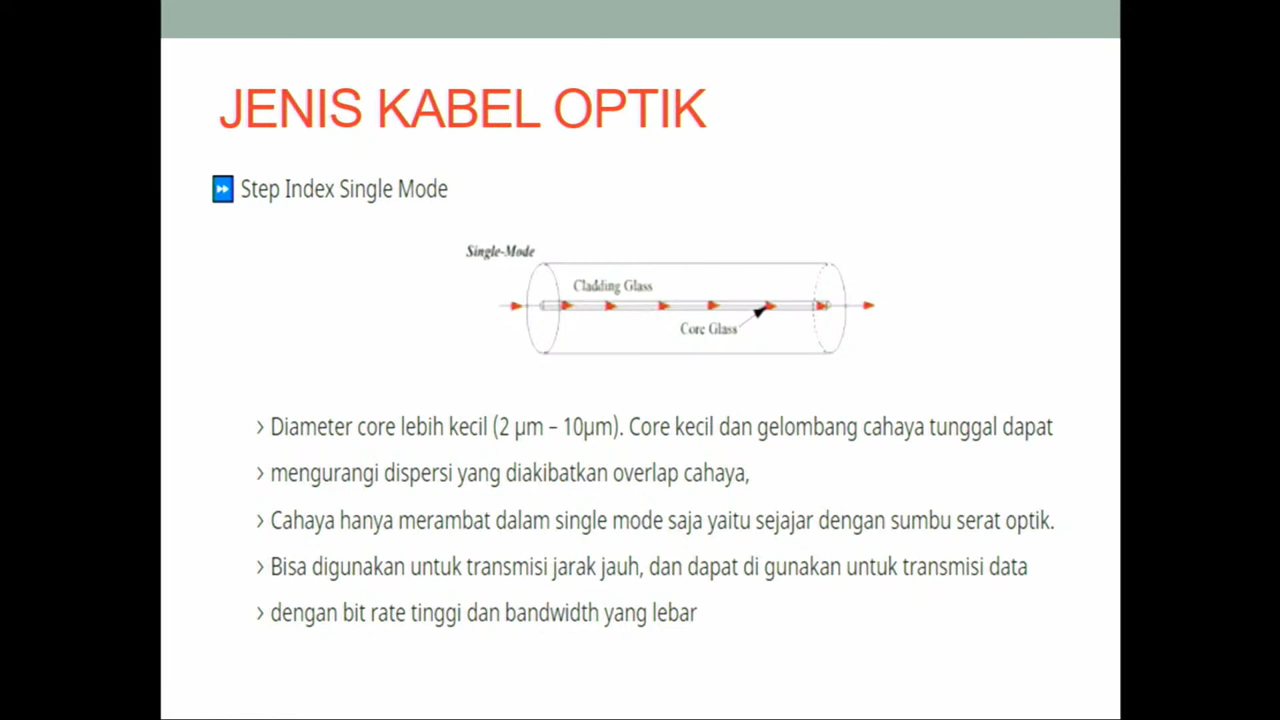 JENIS KABEL OPTIK
Step Index Single Mode
Single-Mode
Cladding Glass
Core Glass
› Diameter core lebih kecil (2 µm – 10µm). Core kecil dan gelombang cahaya tunggal dapat
› mengurangi dispersi yang diakibatkan overlap cahaya,
› Cahaya hanya merambat dalam single mode saja yaitu sejajar dengan sumbu serat optik.
› Bisa digunakan untuk transmisi jarak jauh, dan dapat di gunakan untuk transmisi data
› dengan bit rate tinggi dan bandwidth yang lebar